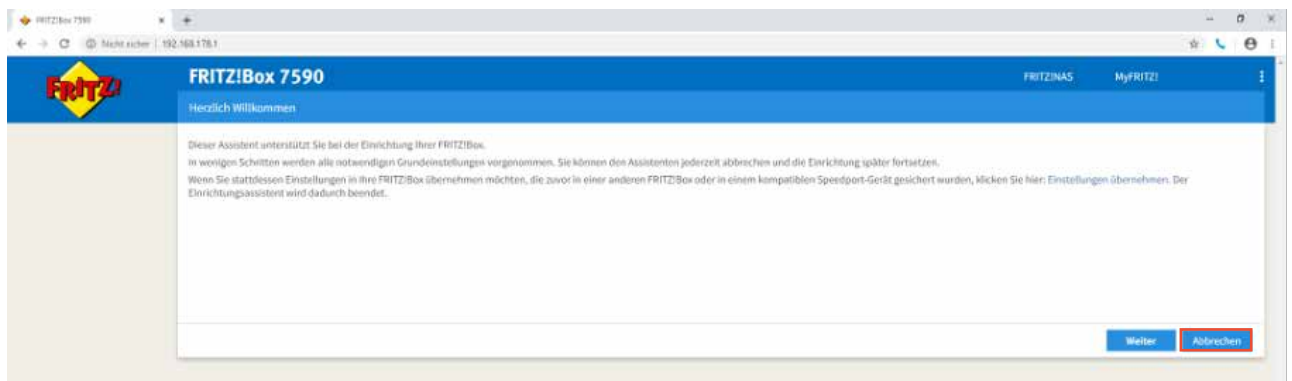 FRITZ!Box 7590
Nicht sicher | 192.168.178.1
FRITZ!
FRITZ!Box 7590
FRITZ!NAS
MyFRITZ!
Herzlich Willkommen
Dieser Assistent unterstützt Sie bei der Einrichtung Ihrer FRITZ!Box.
In wenigen Schritten werden alle notwendigen Grundeinstellungen vorgenommen. Sie können den Assistenten jederzeit abbrechen und die Einrichtung später fortsetzen.
Wenn Sie stattdessen Einstellungen in Ihre FRITZ!Box übernehmen möchten, die zuvor in einer anderen FRITZ!Box oder in einem kompatiblen Speedport-Gerät gesichert wurden, klicken Sie hier: Einstellungen übernehmen. Der
Einrichtungsassistent wird dadurch beendet.
Weiter
Abbrechen